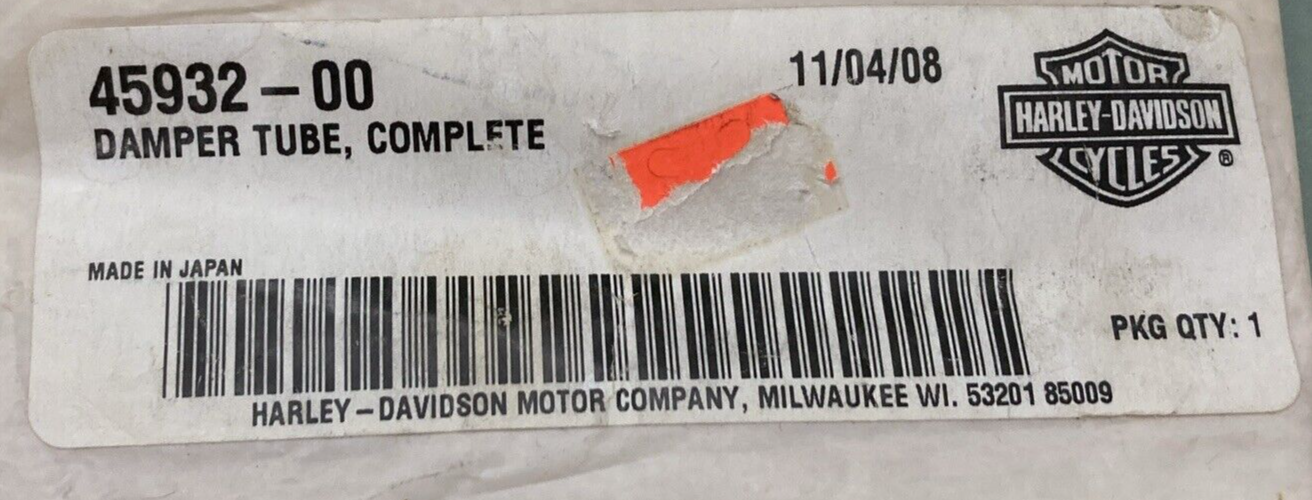 45932-00
DAMPER TUBE, COMPLETE
11/04/08
MOTOR
HARLEY-DAVIDSON
CYCLES
®
MADE IN JAPAN
PKG QTY: 1
HARLEY-DAVIDSON MOTOR COMPANY, MILWAUKEE WI. 53201 85009